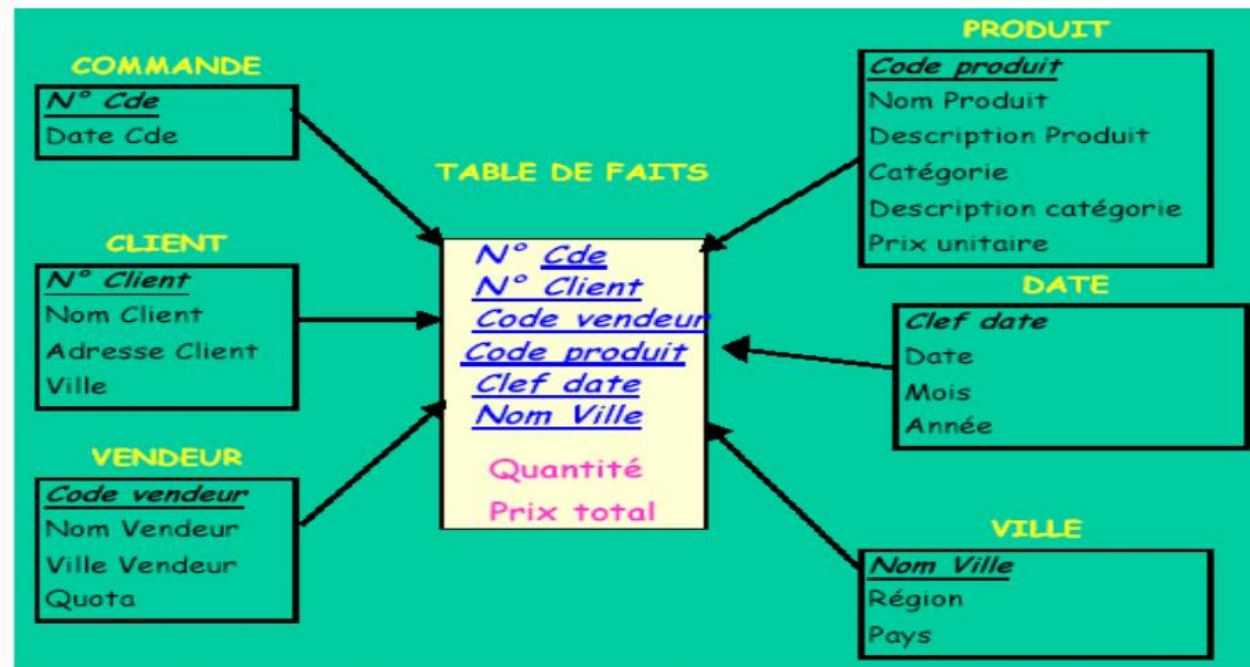 COMMANDE
N° Cde
Date Cde
CLIENT
N° Client
Nom Client
Adresse Client
Ville
VENDEUR
Code vendeur
Nom Vendeur
Ville Vendeur
Quota
TABLE DE FAITS
N° Cde
N° Client
Code vendeur
Code produit
Clef date
Nom Ville
Quantité
Prix total
PRODUIT
Code produit
Nom Produit
Description Produit
Catégorie
Description catégorie
Prix unitaire
DATE
Clef date
Date
Mois
Année
VILLE
Nom Ville
Région
Pays